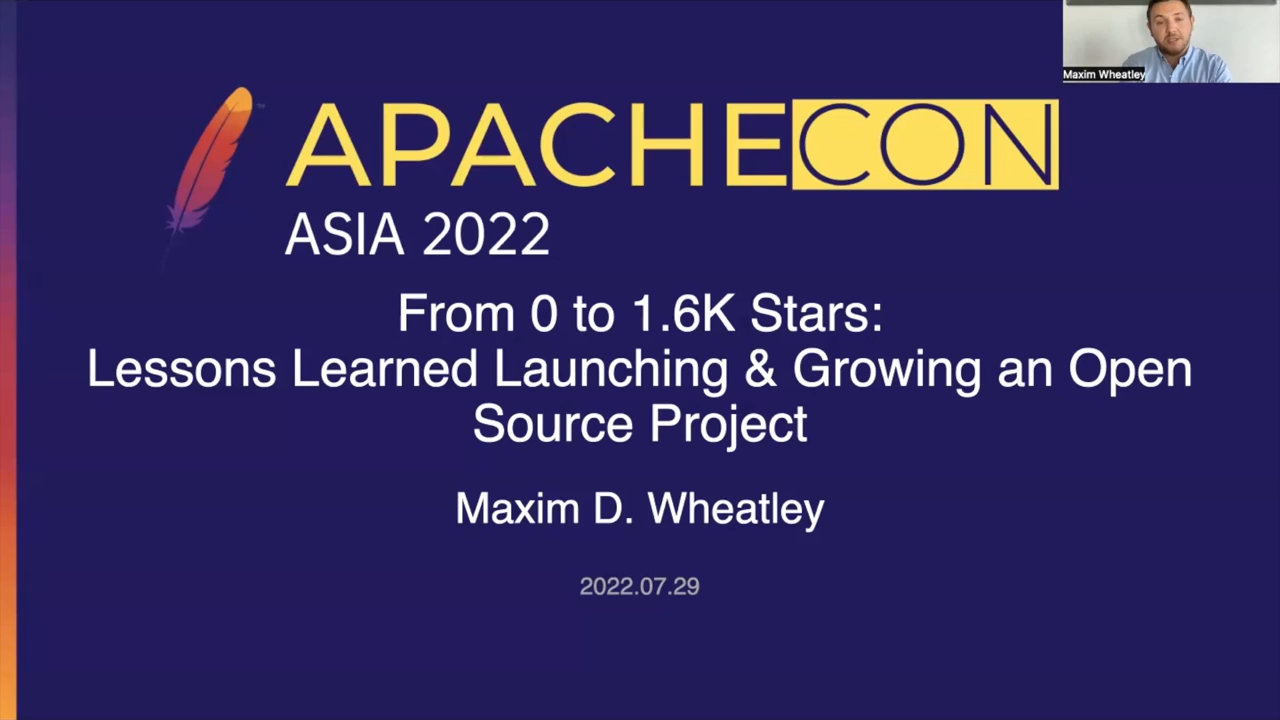 Maxim Wheatley
APACHECON
ASIA 2022
From 0 to 1.6K Stars:
Lessons Learned Launching & Growing an Open
Source Project
Maxim D. Wheatley
2022.07.29